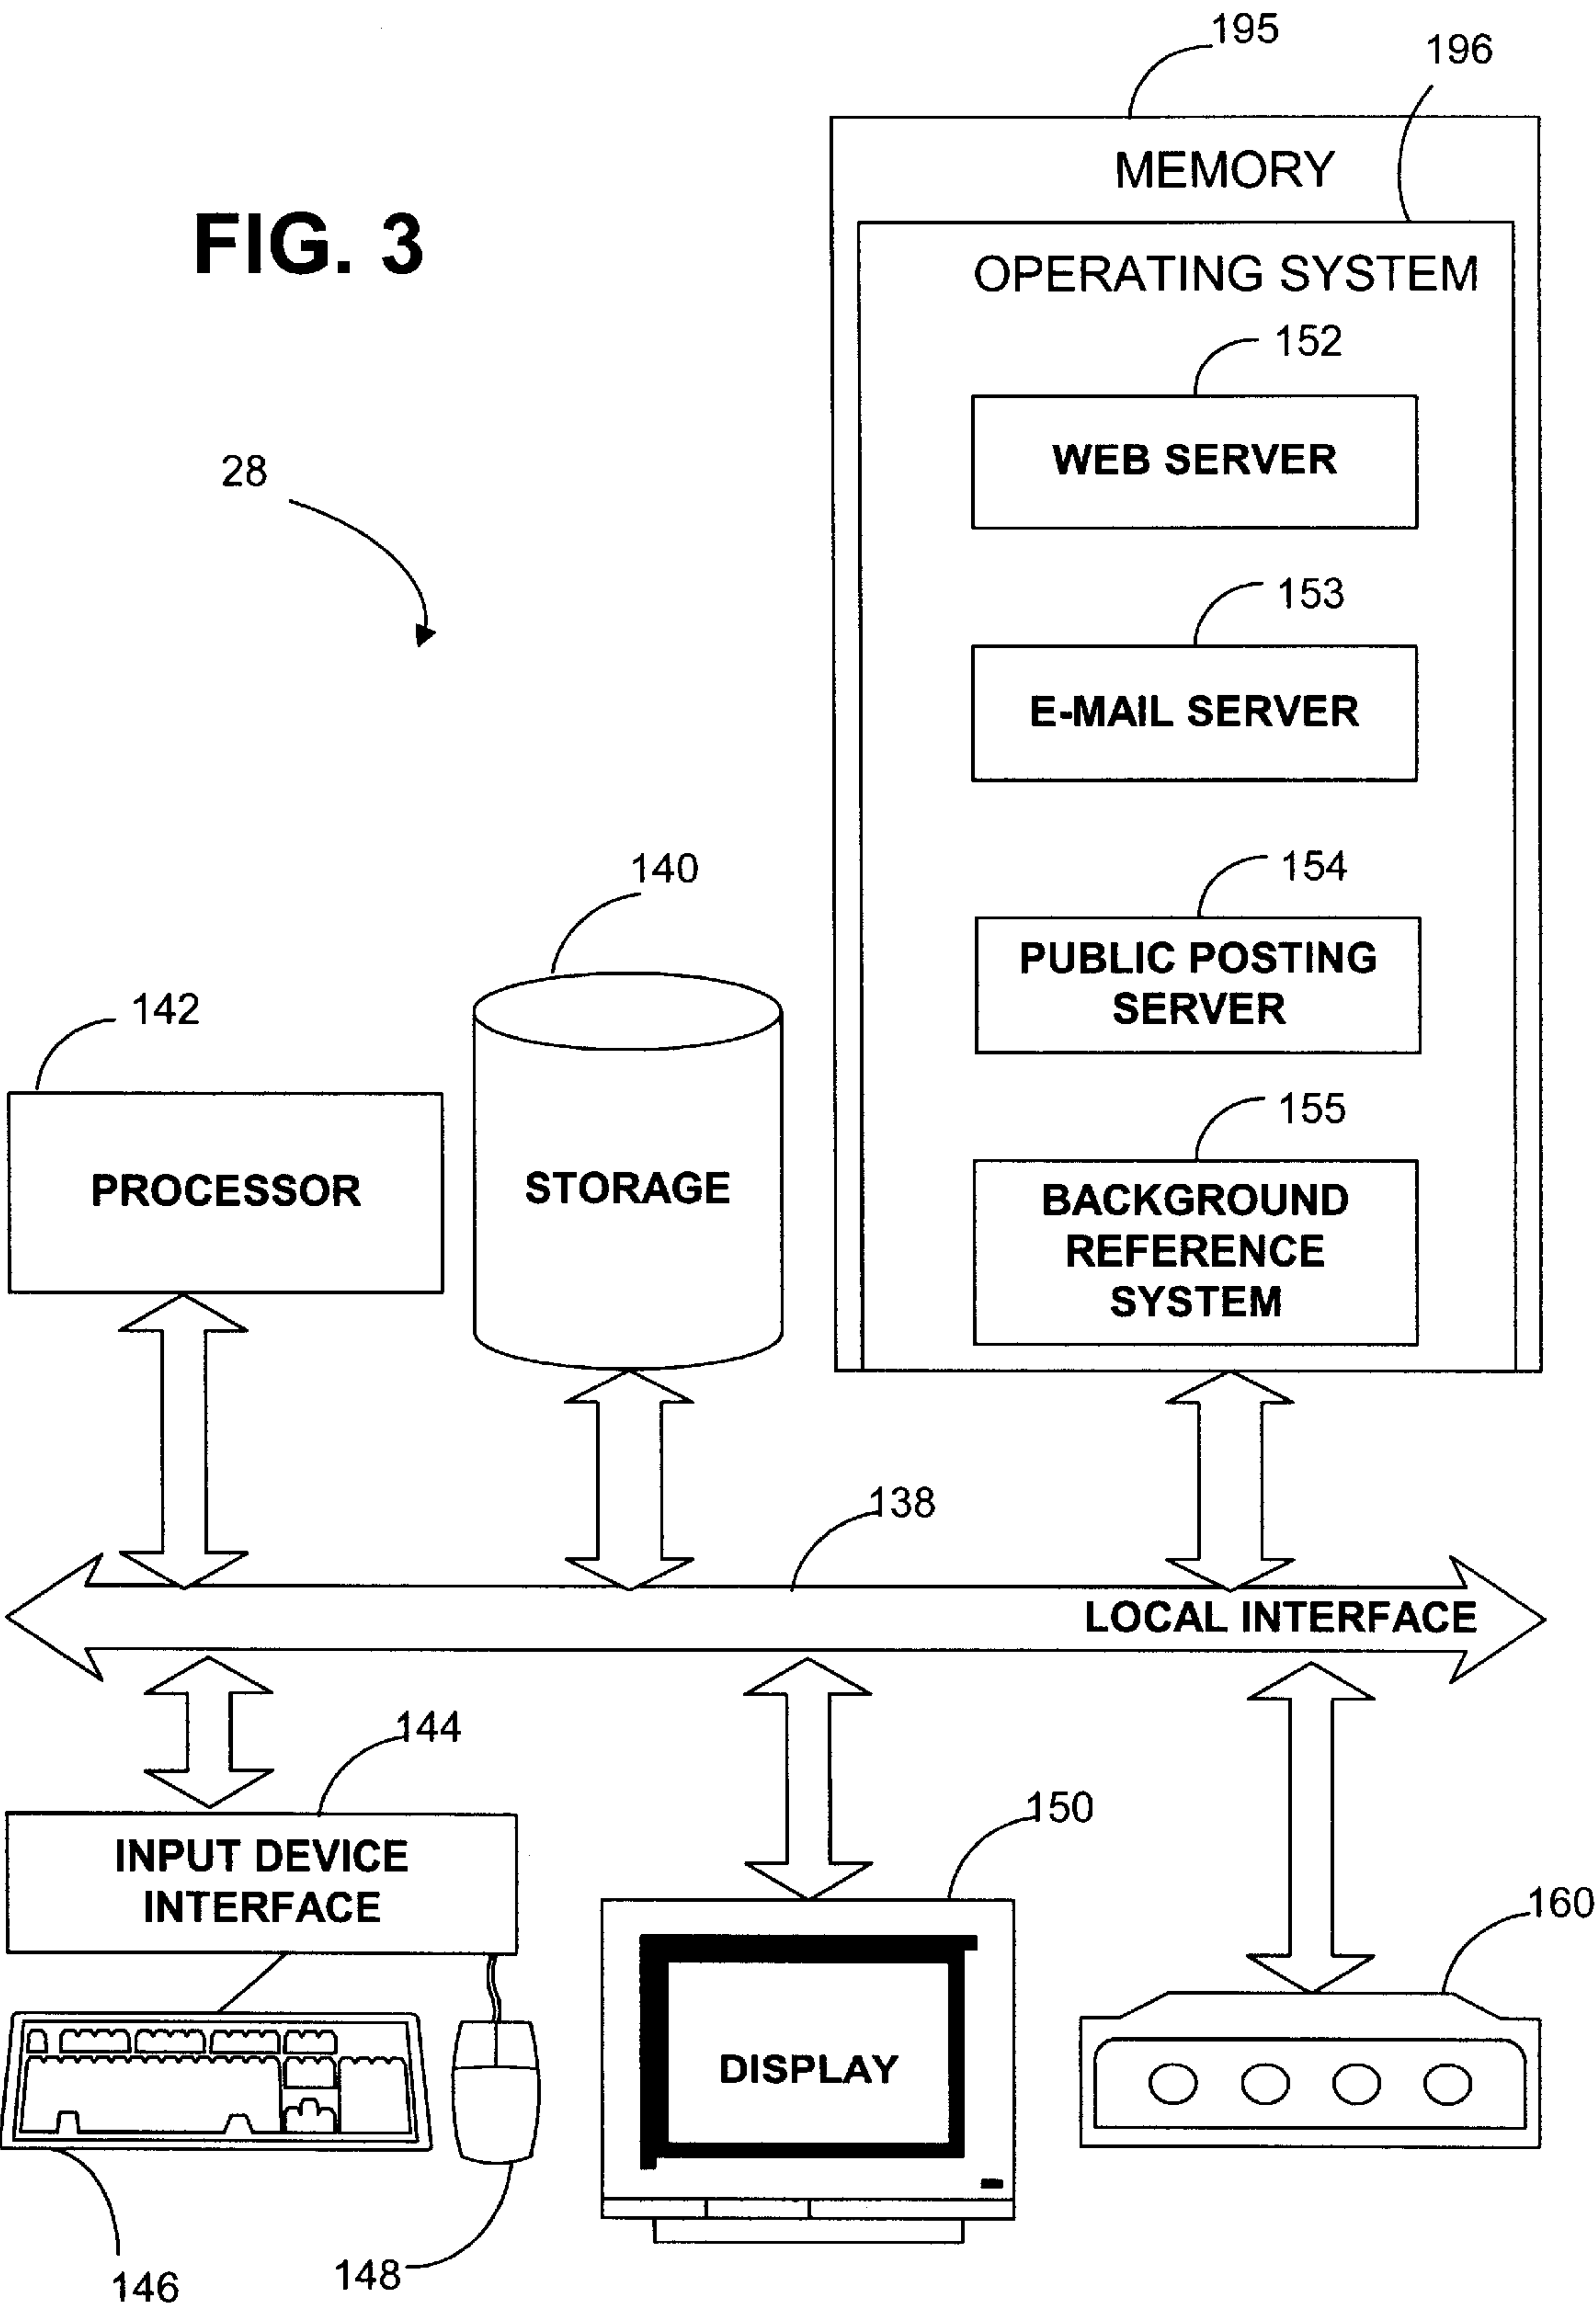 195
196
MEMORY
FIG. 3
OPERATING SYSTEM
152
WEB SERVER
28
153
E-MAIL SERVER
140
154
PUBLIC POSTING
SERVER
142
155
PROCESSOR
STORAGE
BACKGROUND
REFERENCE
SYSTEM
138
LOCAL INTERFACE
144
150
INPUT DEVICE
INTERFACE
160
DISPLAY
146
148